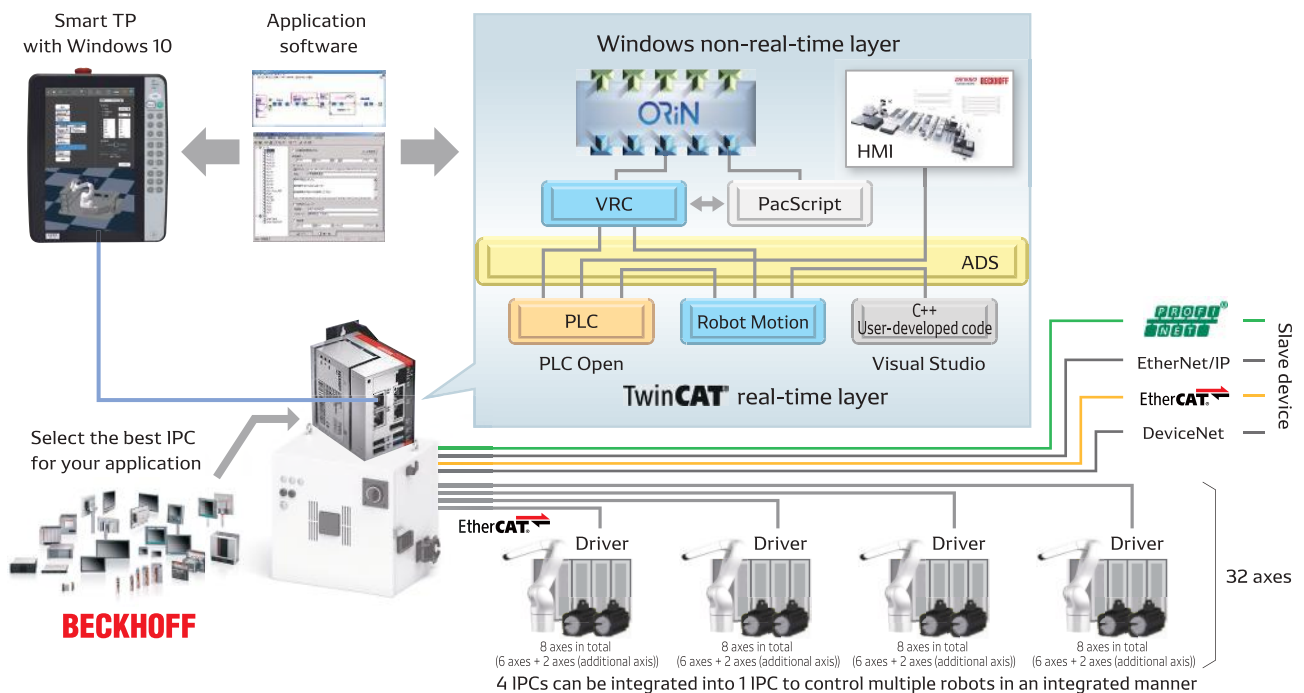 Smart TP
with Windows 10
Application
software
Windows non-real-time layer
ORiN
DENSO BECKHOFF
HMI
VRC
PacScript
ADS
PLC
Robot Motion
C++
User-developed code
PLC Open
Visual Studio
TwinCAT® real-time layer
PROFI®
NET
EtherNet/IP
EtherCAT®
DeviceNet
Slave device
Select the best IPC
for your application
BECKHOFF
EtherCAT®
Driver
Driver
Driver
Driver
32 axes
8 axes in total
(6 axes + 2 axes (additional axis))
8 axes in total
(6 axes + 2 axes (additional axis))
8 axes in total
(6 axes + 2 axes (additional axis))
8 axes in total
(6 axes + 2 axes (additional axis))
4 IPCs can be integrated into 1 IPC to control multiple robots in an integrated manner